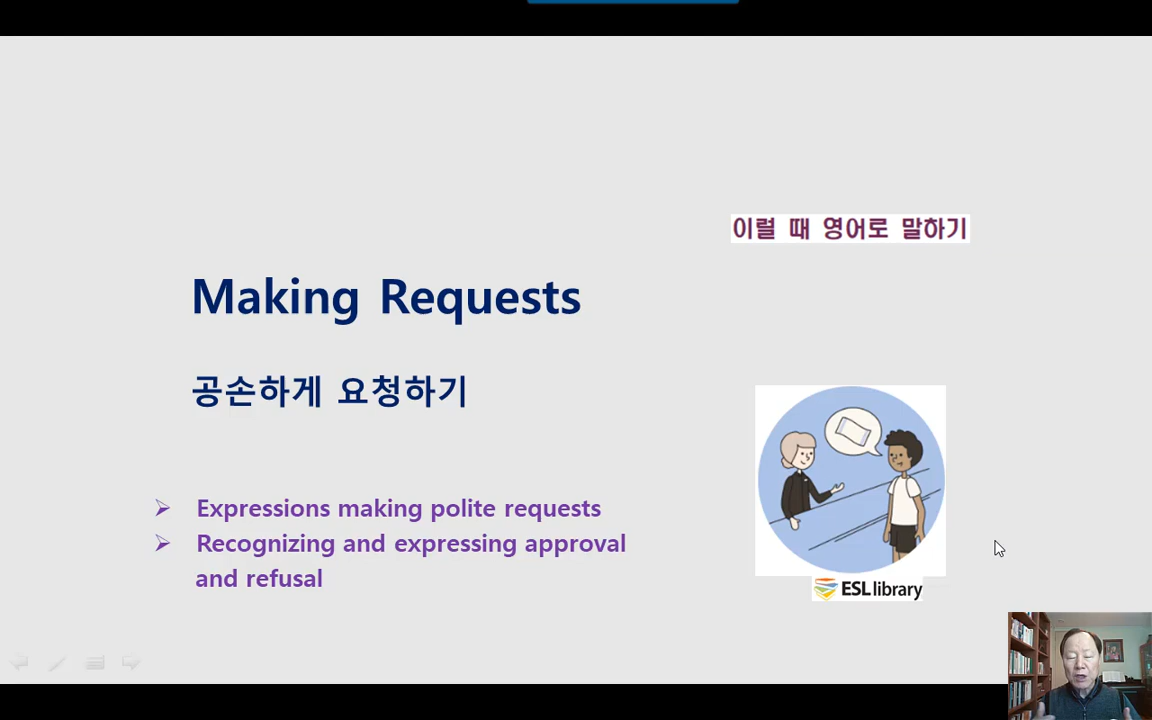 이럴 때 영어로 말하기
Making Requests
공손하게 요청하기
Expressions making polite requests
Recognizing and expressing approval
and refusal
ESL library